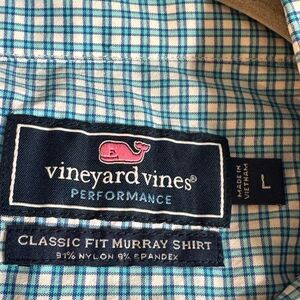 vineyard vines®
PERFORMANCE
MADE IN
VIETNAM
L
CLASSIC FIT MURRAY SHIRT
91% NYLON 9% SPANDEX